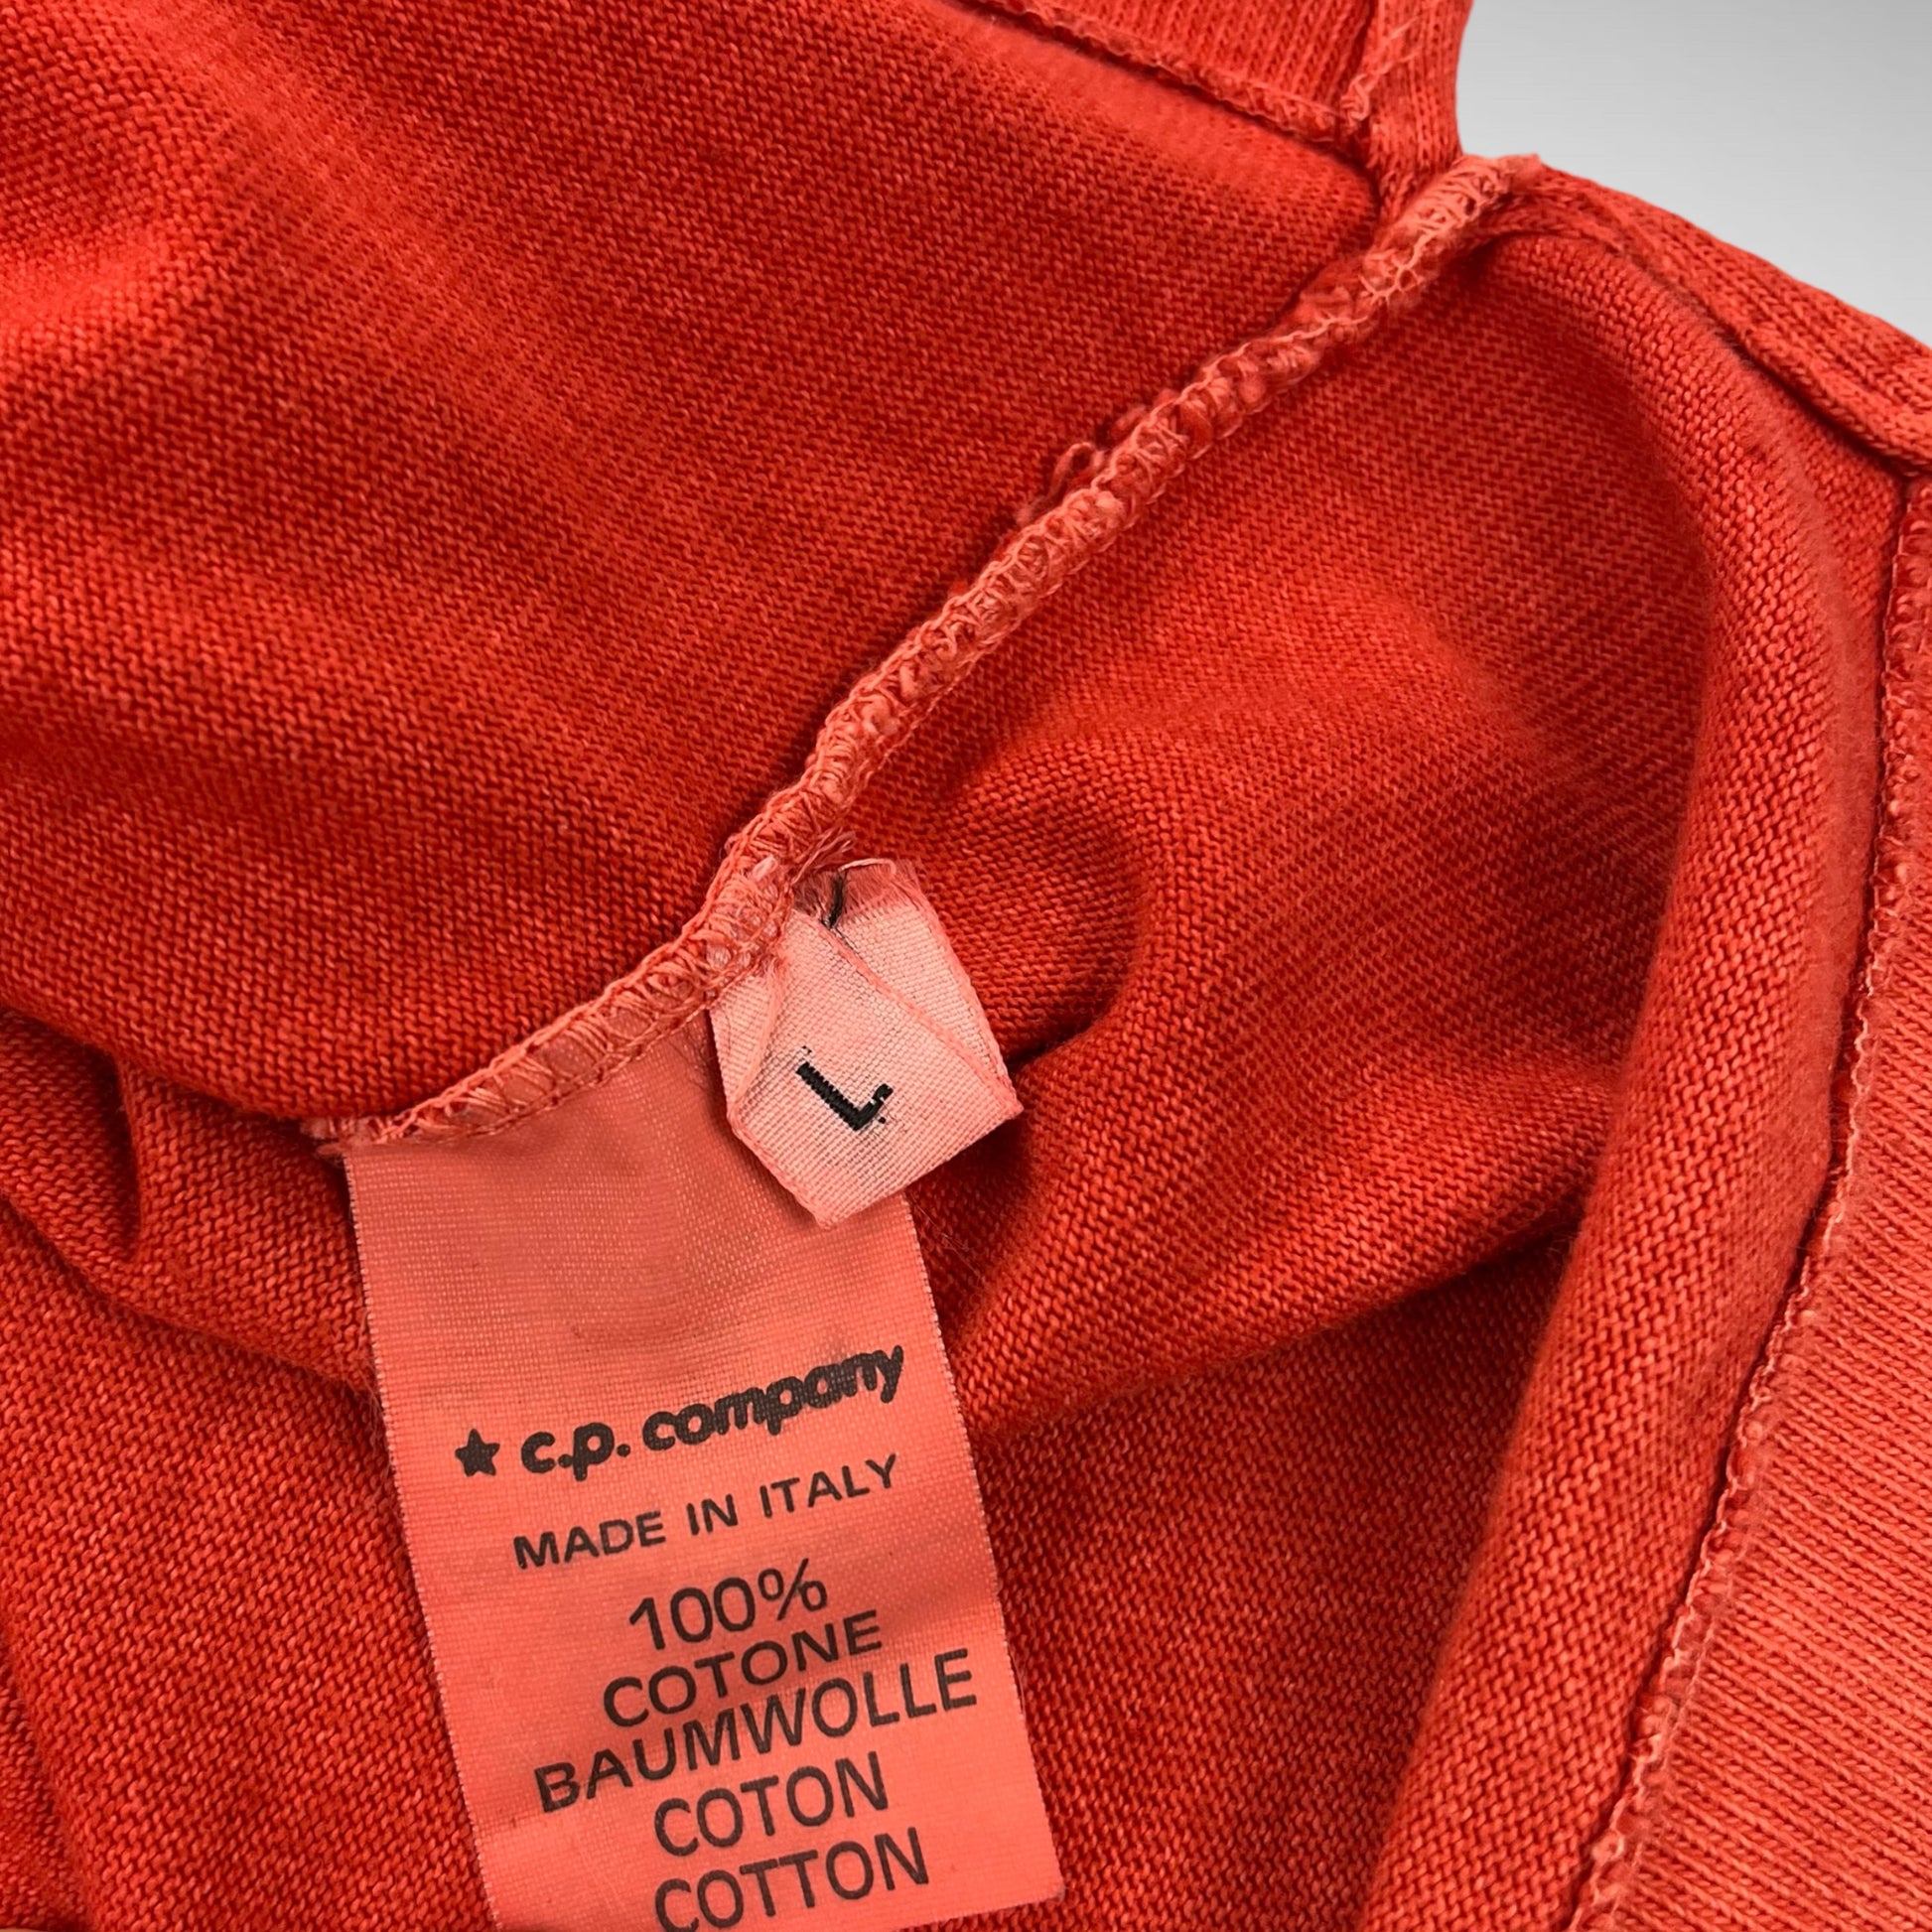 L
★ c.p. company
MADE IN ITALY
100%
COTONE
BAUMWOLLE
COTON
COTTON